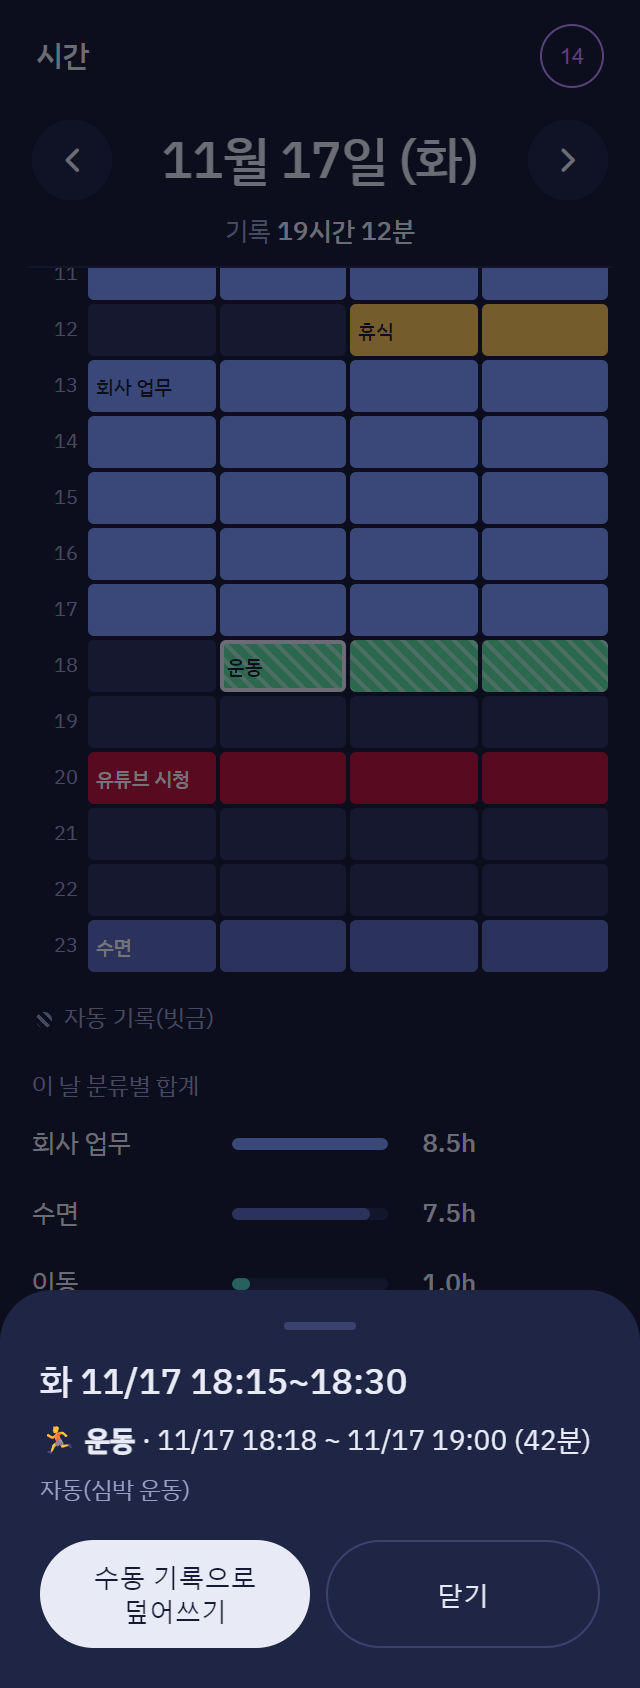 시간
14
11월 17일 (화)
기록 19시간 12분
11
12 휴식
13 회사 업무
14
15
16
17
18 운동
19
20 유튜브 시청
21
22
23 수면
자동 기록(빗금)
이 날 분류별 합계
회사 업무 8.5h
수면 7.5h
이동 1.0h
화 11/17 18:15~18:30
운동 · 11/17 18:18 ~ 11/17 19:00 (42분)
자동(심박 운동)
수동 기록으로
덮어쓰기
닫기